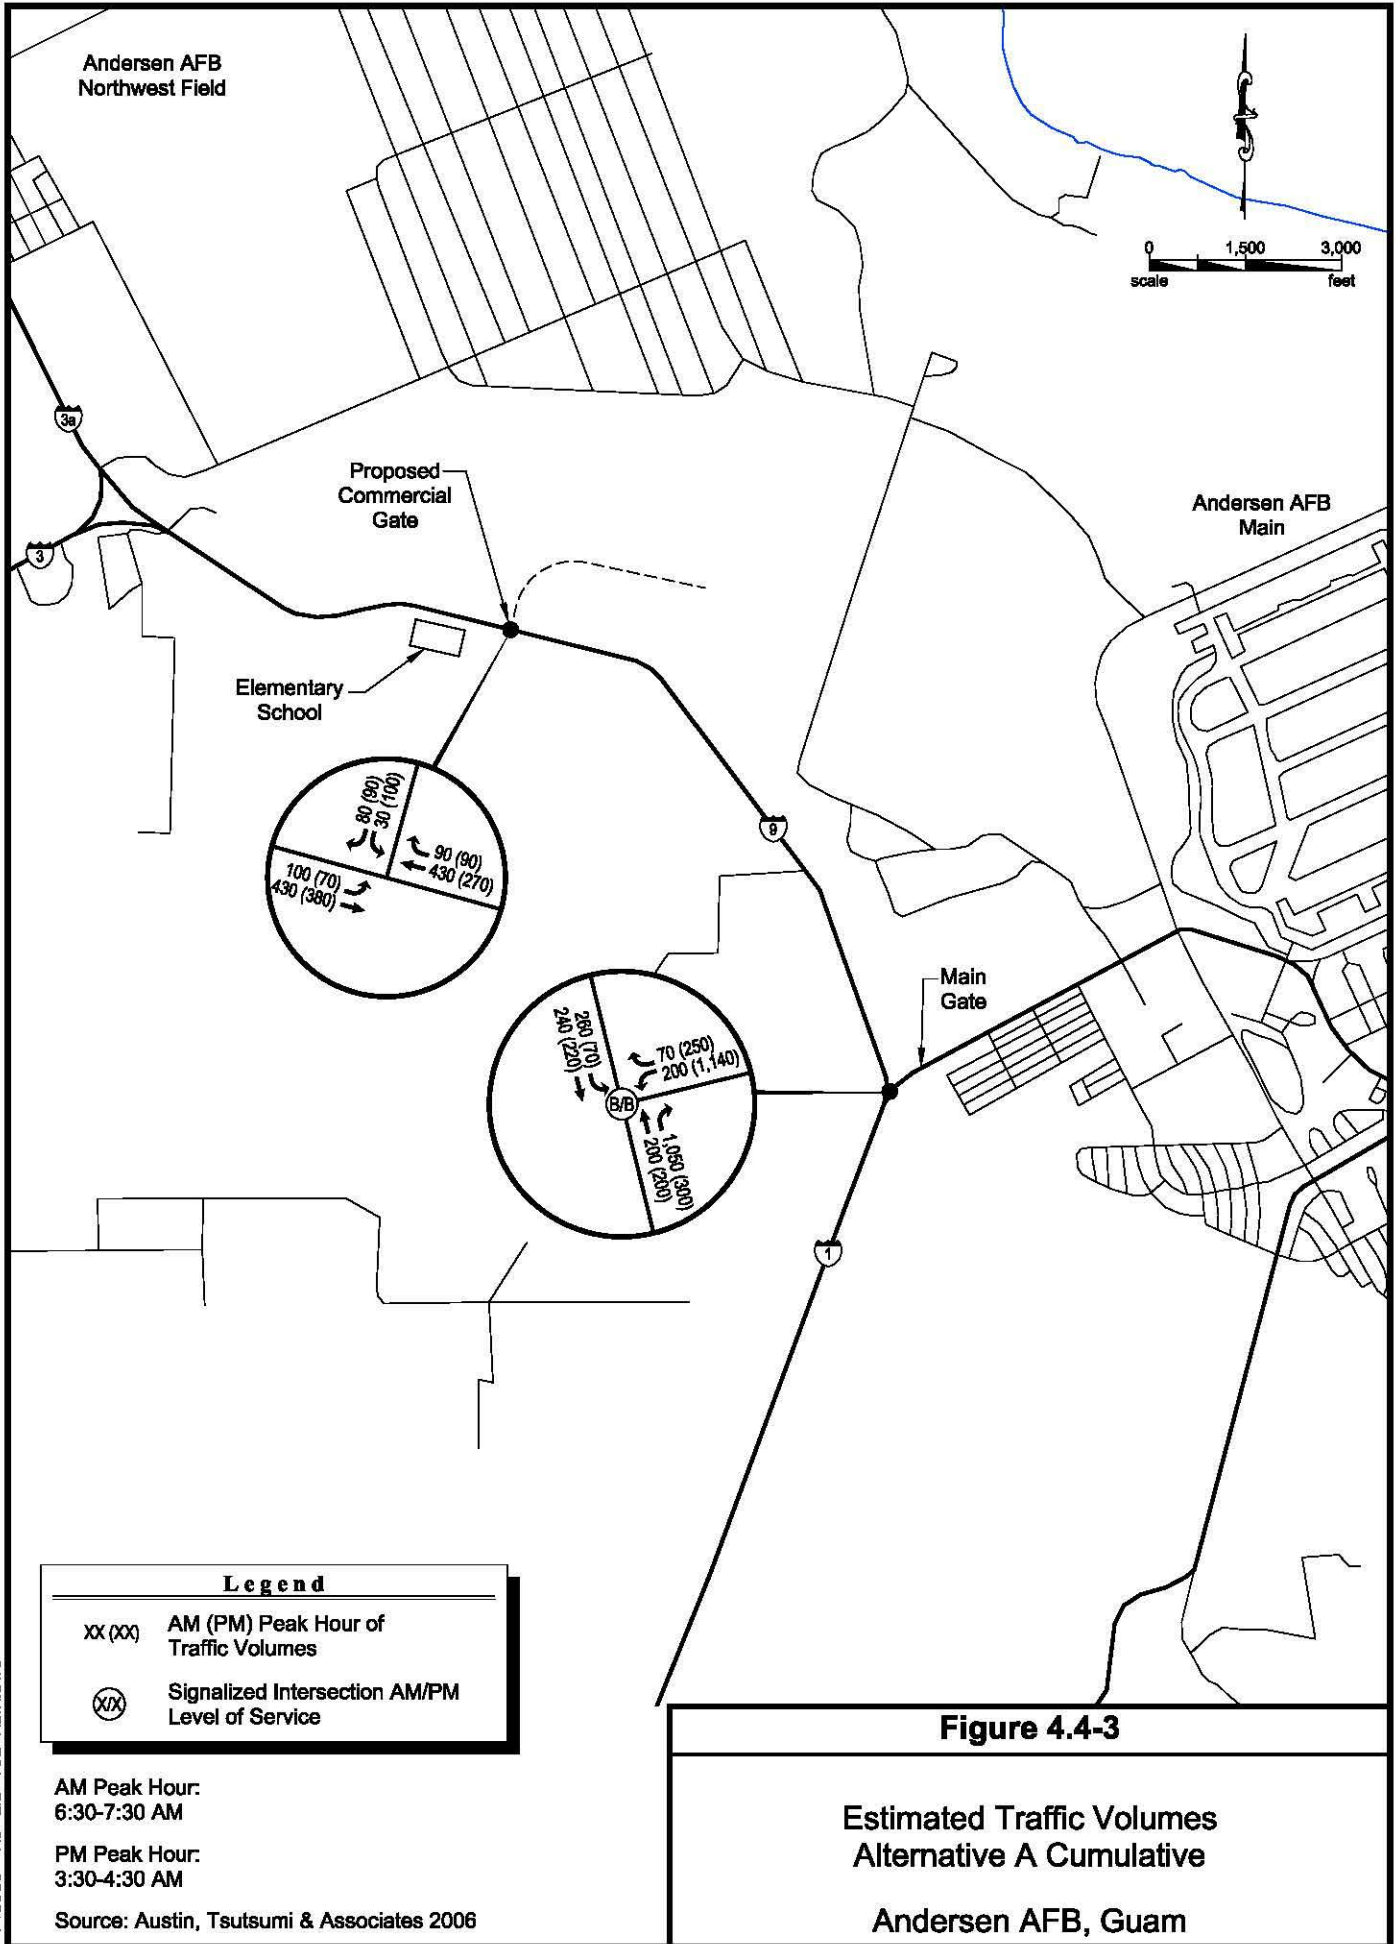 Andersen AFB
Northwest Field
0 1,500 3,000
scale feet
3a
Proposed
Commercial
Gate
Andersen AFB
Main
3
Elementary
School
80 (90)
30 (100)
90 (90)
430 (270)
100 (70)
430 (380)
9
Main
Gate
260 (70)
240 (220)
70 (250)
200 (1,140)
B/B
1,050 (300)
200 (200)
1
Legend
XX (XX) AM (PM) Peak Hour of
Traffic Volumes
X/X Signalized Intersection AM/PM
Level of Service
AM Peak Hour:
6:30-7:30 AM
PM Peak Hour:
3:30-4:30 AM
Source: Austin, Tsutsumi & Associates 2006
Figure 4.4-3
Estimated Traffic Volumes
Alternative A Cumulative
Andersen AFB, Guam